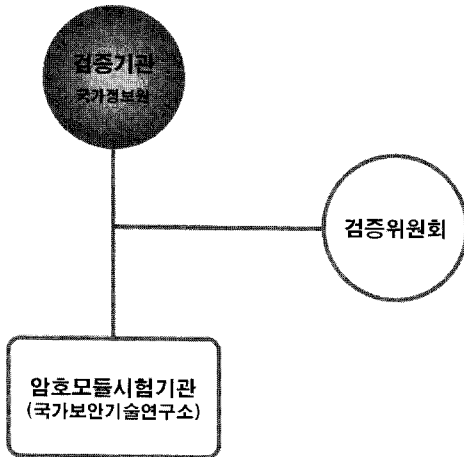 검증기관
국가정보원
검증위원회
암호모듈시험기관
(국가보안기술연구소)